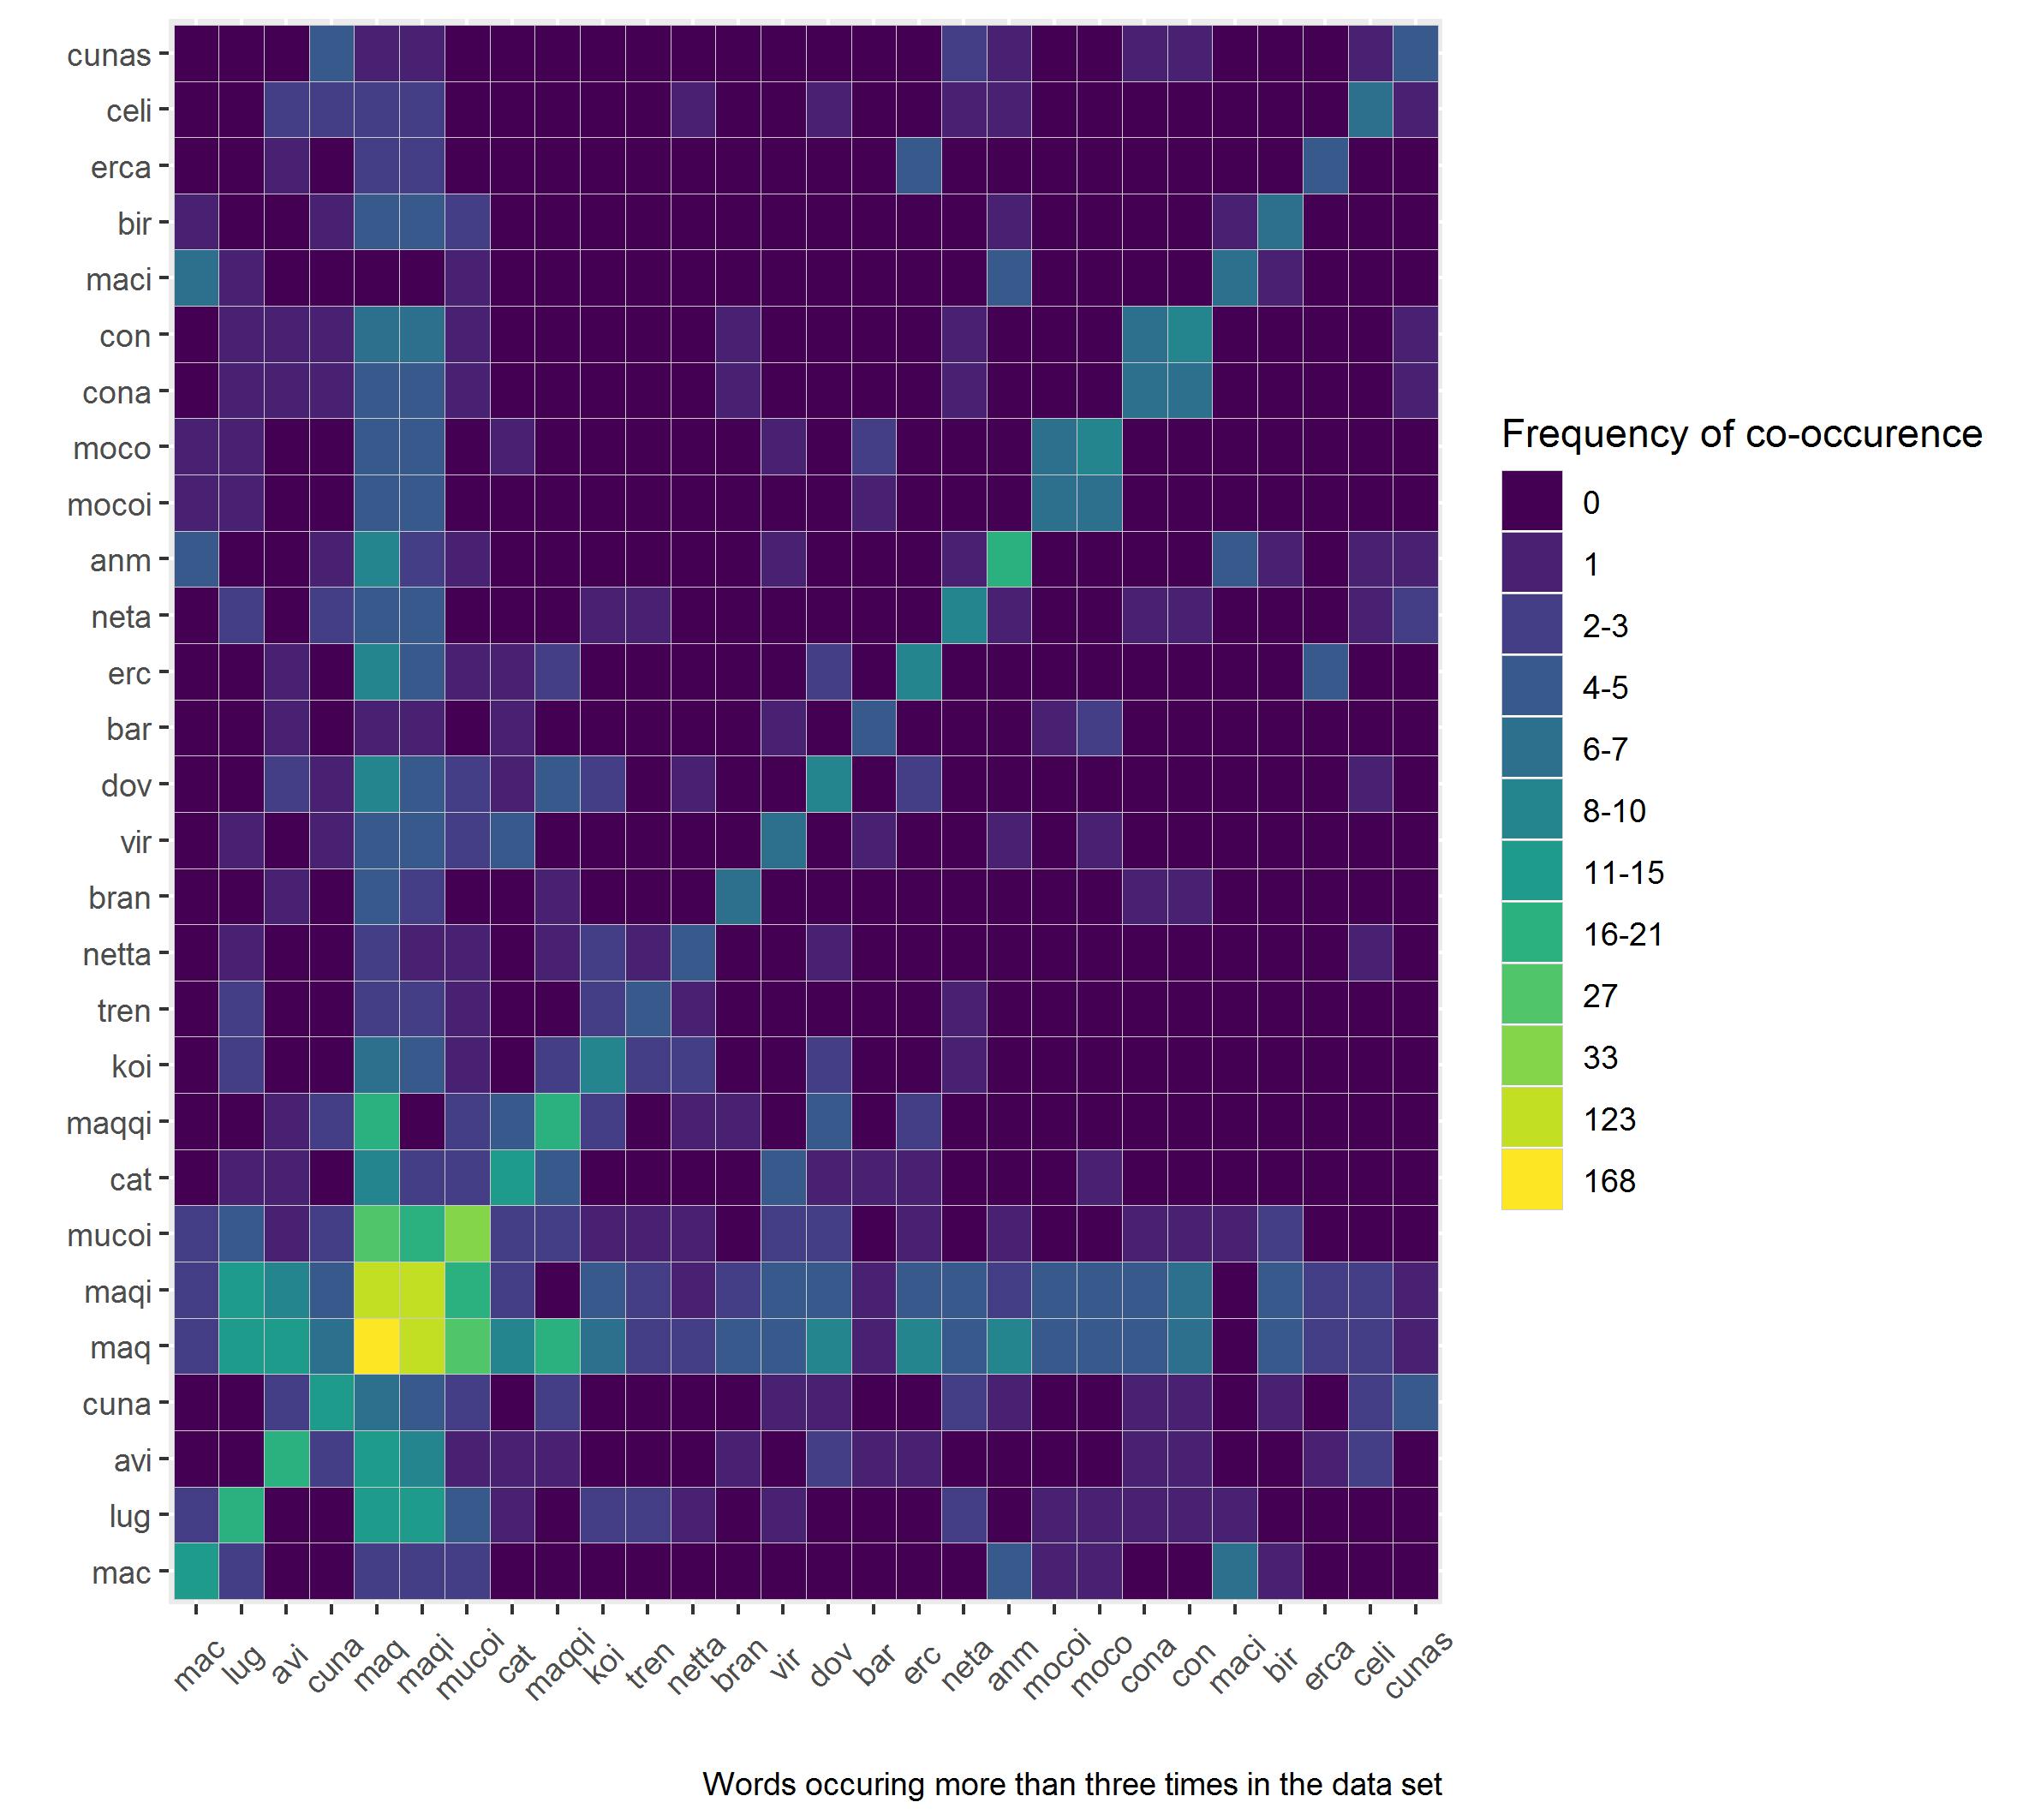 cunas
celi
erca
bir
maci
con
cona
moco
mocoi
anm
neta
erc
bar
dov
vir
bran
netta
tren
koi
maqqi
cat
mucoi
maqi
maq
cuna
avi
lug
mac
mac lug avi cuna maq maqi mucoi cat maqqi koi tren netta bran vir dov bar erc neta anm mocoi moco cona con maci bir erca celi cunas
Words occuring more than three times in the data set
Frequency of co-occurence
0
1
2-3
4-5
6-7
8-10
11-15
16-21
27
33
123
168